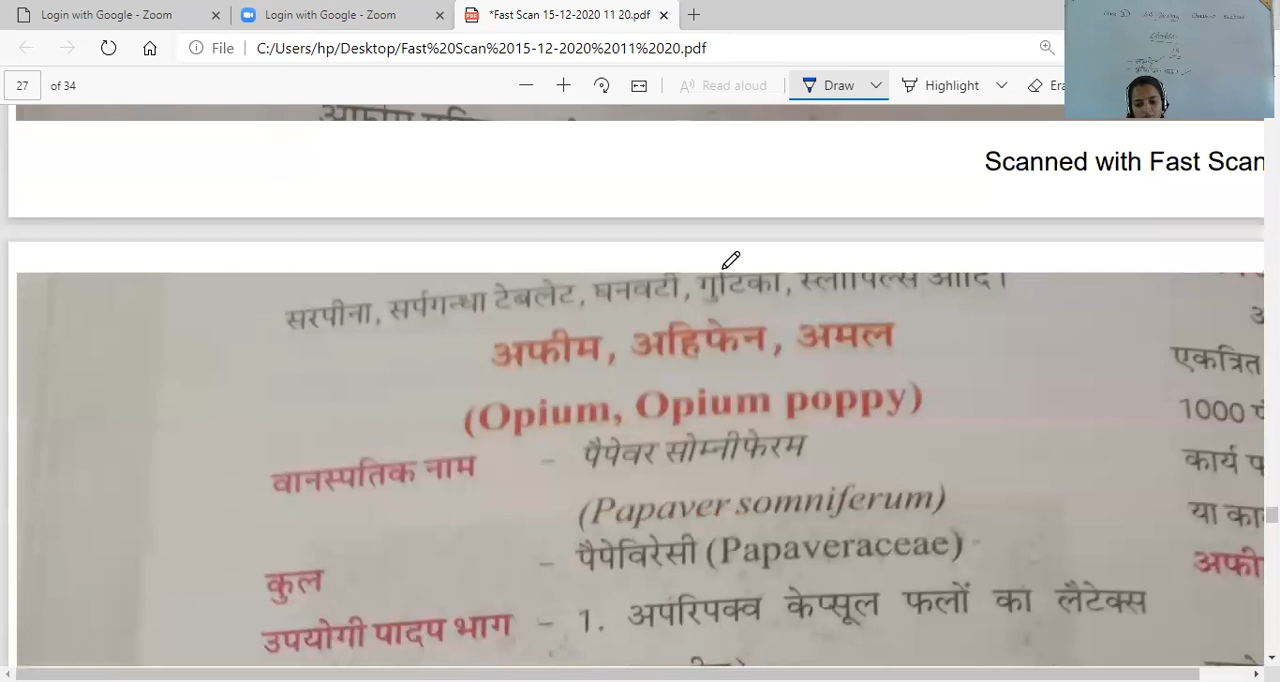 Login with Google - Zoom
Login with Google - Zoom
*Fast Scan 15-12-2020 11 20.pdf
File
C:/Users/hp/Desktop/Fast%20Scan%2015-12-2020%2011%2020.pdf
27 of 34
Read aloud
Draw
Highlight
Era
Scanned with Fast Scan
सरपीना, सर्पगन्धा टेबलेट, घनवटी, गुटिका, स्लीपिल्स आदि।
अफीम, अहिफेन, अमल
(Opium, Opium poppy)
वानस्पतिक नाम - पैपेवर सोम्नीफेरम
(Papaver somniferum)
कुल - पैपेविरेसी (Papaveraceae)
उपयोगी पादप भाग - 1. अपरिपक्व केप्सूल फलों का लैटेक्स
एकत्रित
1000
कार्य
या